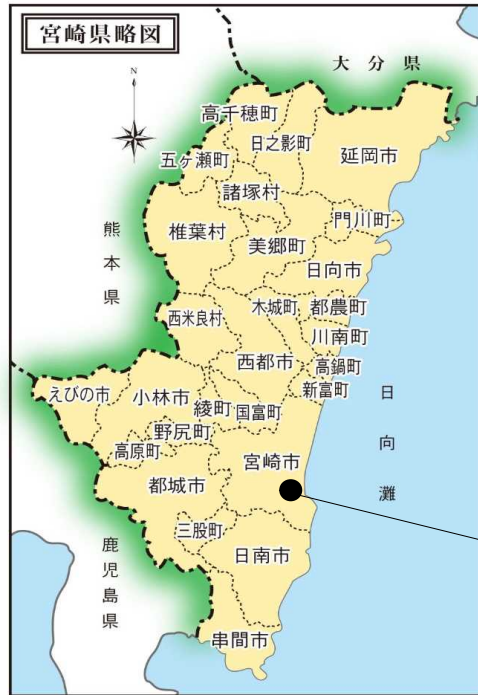 宮崎県略図
大分県
N
高千穂町
日之影町
延岡市
五ヶ瀬町
諸塚村
門川町
椎葉村
美郷町
熊本県
日向市
木城町
都農町
西米良村
川南町
西都市
高鍋町
えびの市
小林市
綾町
国富町
新富町
日向灘
野尻町
高原町
宮崎市
都城市
三股町
日南市
鹿児島県
串間市